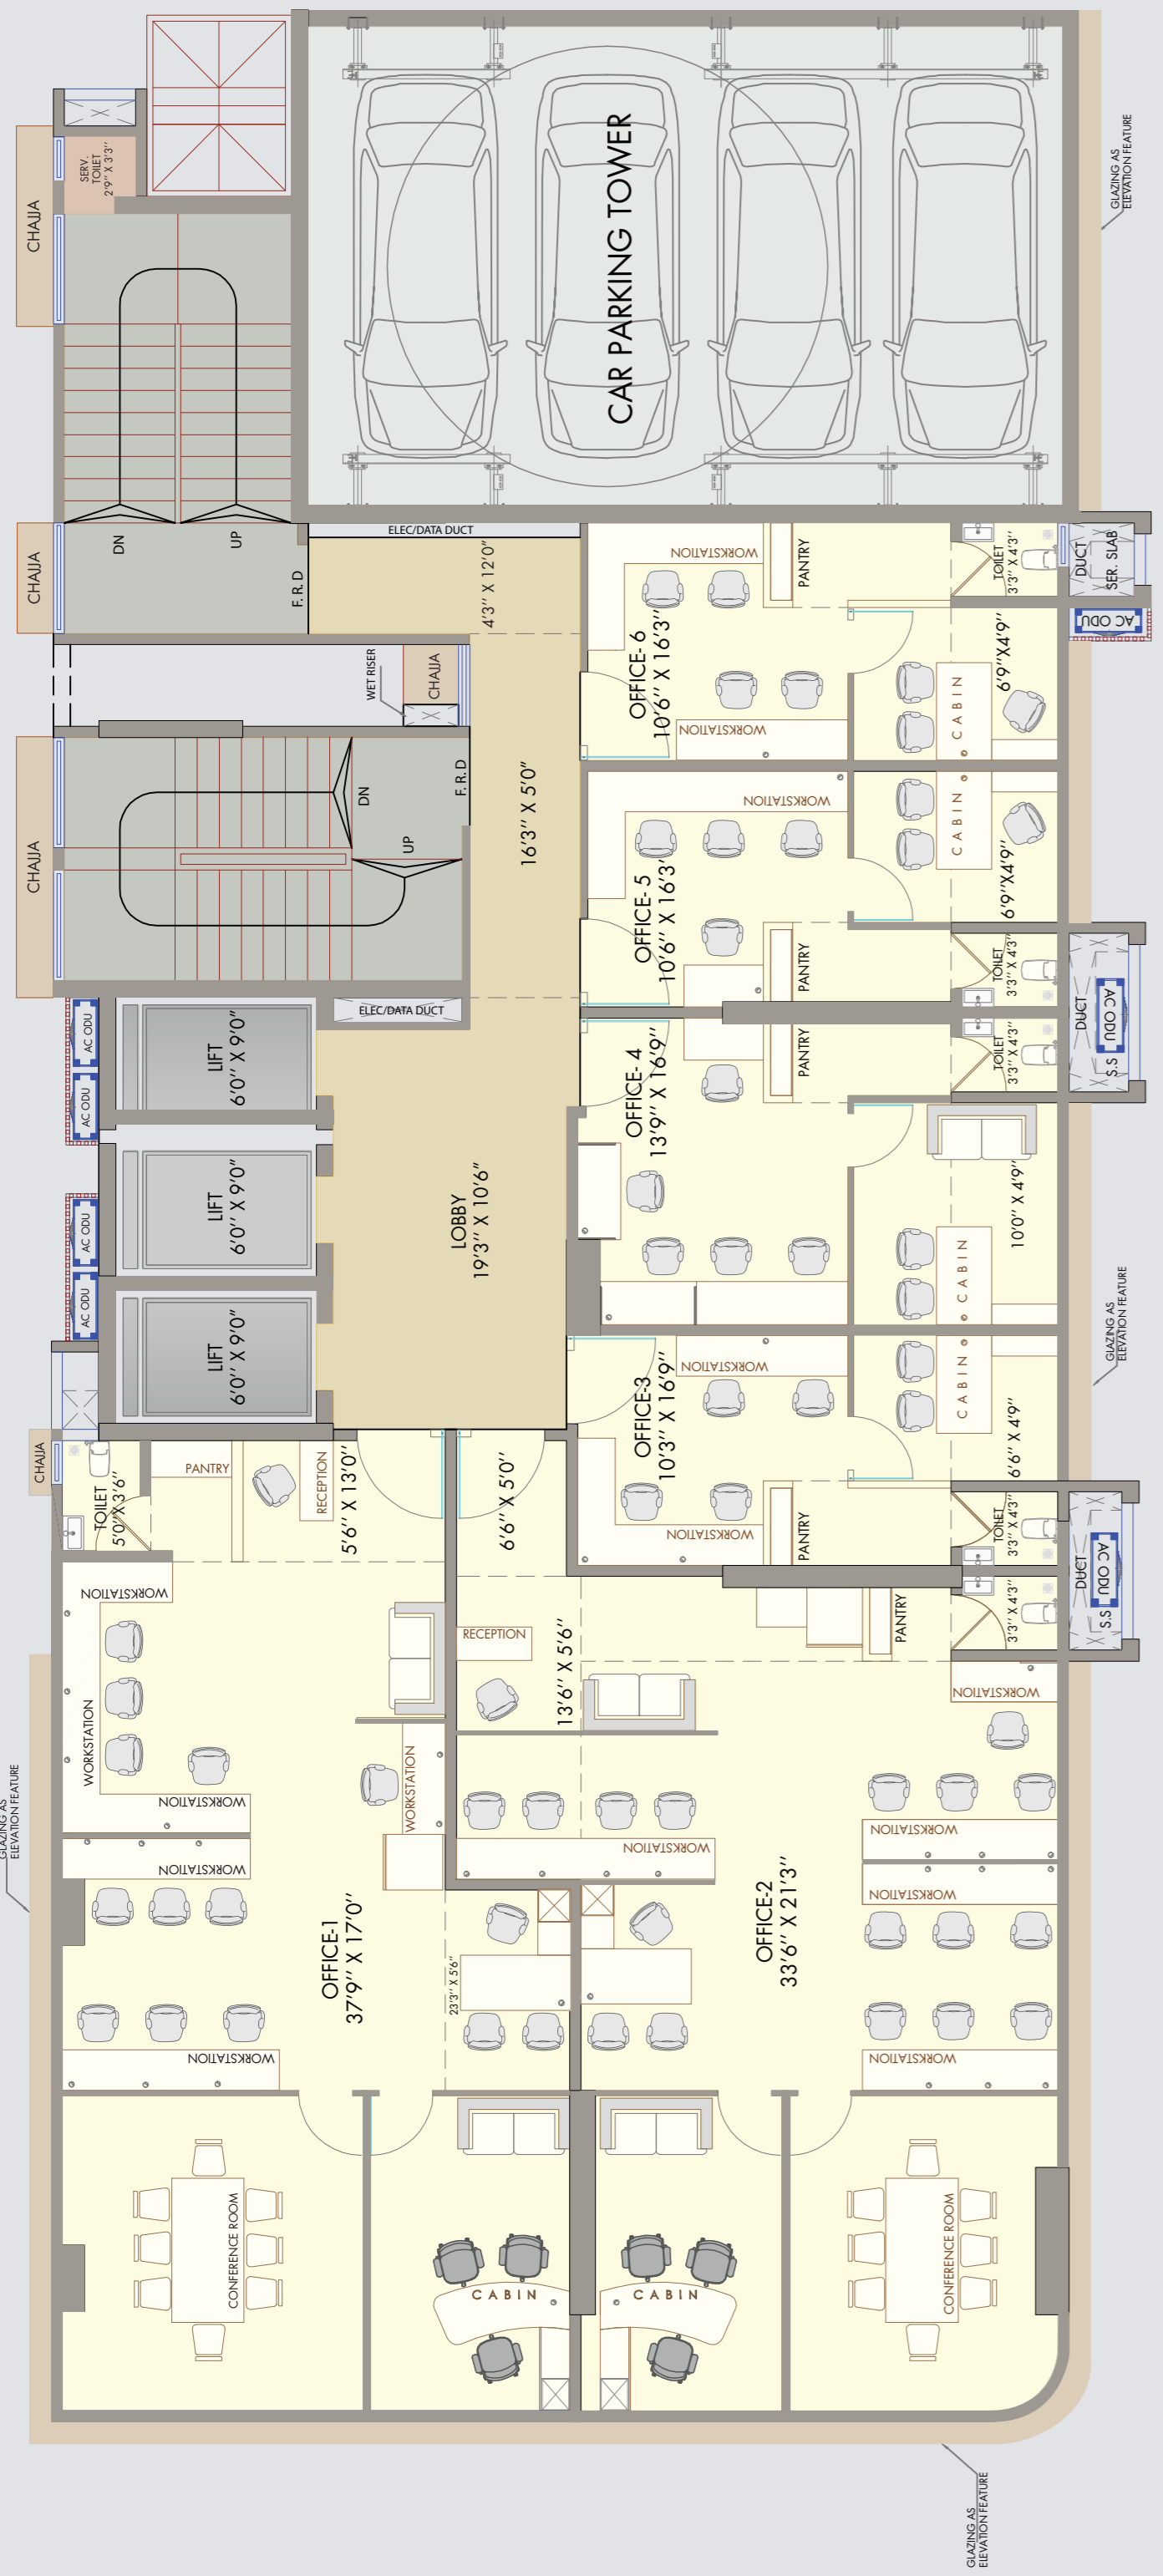 CHAJJA
SERV.
TOILET
2'9" X 3'3"
CAR PARKING TOWER
GLAZING AS
ELEVATION FEATURE
CHAJJA
DN
UP
F. R. D
ELEC/DATA DUCT
4'3'' X 12'0''
WET RISER
CHAJJA
CHAJJA
DN
UP
F. R. D
16'3" X 5'0"
OFFICE- 6
10'6'' X 16'3''
WORKSTATION
WORKSTATION
PANTRY
TOILET
3'3'' X 4'3''
DUCT
SER. SLAB
AC ODU
CABIN
6'9''X4'9''
OFFICE- 5
10'6'' X 16'3'
WORKSTATION
PANTRY
CABIN
6'9''X4'9''
TOILET
3'3'' X 4'3''
DUCT
AC ODU
S.S
AC ODU
AC ODU
AC ODU
AC ODU
LIFT
6'0'' X 9'0"
LIFT
6'0'' X 9'0"
LIFT
6'0'' X 9'0"
ELEC/DATA DUCT
LOBBY
19'3" X 10'6"
OFFICE- 4
13'9'' X 16'9''
PANTRY
TOILET
3'3'' X 4'3''
10'0'' X 4'9''
CABIN
GLAZING AS
ELEVATION FEATURE
OFFICE-3
10'3'' X 16'9''
WORKSTATION
WORKSTATION
PANTRY
CABIN
6'6'' X 4'9''
TOILET
3'3'' X 4'3''
3'3'' X 4'3''
DUCT
AC ODU
S.S
CHAJJA
TOILET
5'0''X 3'6''
PANTRY
RECEPTION
5'6'' X 13'0''
6'6'' X 5'0''
WORKSTATION
WORKSTATION
WORKSTATION
WORKSTATION
WORKSTATION
WORKSTATION
OFFICE-1
37'9'' X 17'0''
23'3'' X 5'6''
RECEPTION
13'6'' X 5'6''
PANTRY
WORKSTATION
WORKSTATION
WORKSTATION
WORKSTATION
WORKSTATION
OFFICE-2
33'6'' X 21'3''
GLAZING AS
ELEVATION FEATURE
CONFERENCE ROOM
CABIN
CABIN
CONFERENCE ROOM
GLAZING AS
ELEVATION FEATURE